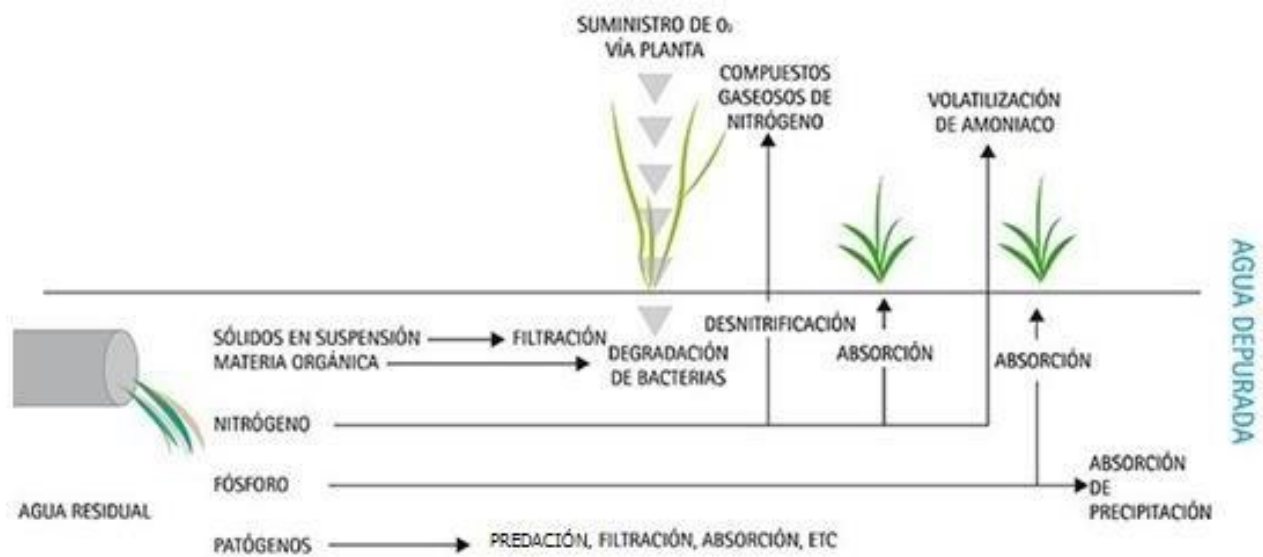 SUMINISTRO DE O₂
VÍA PLANTA
COMPUESTOS
GASEOSOS DE
NITRÓGENO
VOLATILIZACIÓN
DE AMONIACO
AGUA DEPURADA
SÓLIDOS EN SUSPENSIÓN
FILTRACIÓN
MATERIA ORGÁNICA
DEGRADACIÓN
DE BACTERIAS
DESNITRIFICACIÓN
ABSORCIÓN
ABSORCIÓN
NITRÓGENO
FÓSFORO
ABSORCIÓN
DE
PRECIPITACIÓN
AGUA RESIDUAL
PATÓGENOS
PREDACIÓN, FILTRACIÓN, ABSORCIÓN, ETC